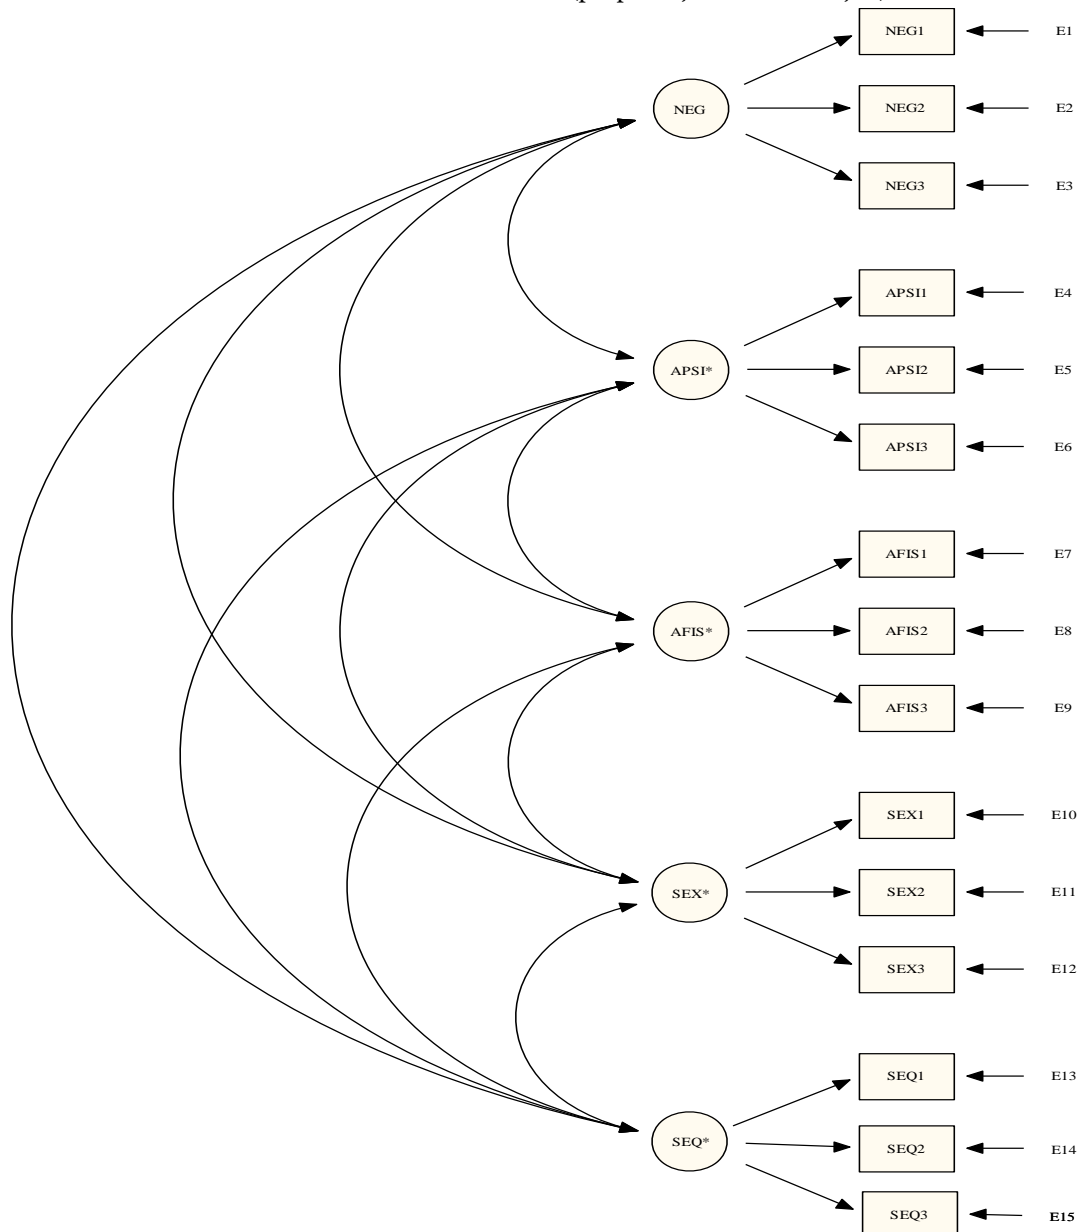 NEG1 E1
NEG
NEG2 E2
NEG3 E3
APSI1 E4
APSI* APSI2 E5
APSI3 E6
AFIS1 E7
AFIS* AFIS2 E8
AFIS3 E9
SEX1 E10
SEX* SEX2 E11
SEX3 E12
SEQ1 E13
SEQ* SEQ2 E14
SEQ3 E15